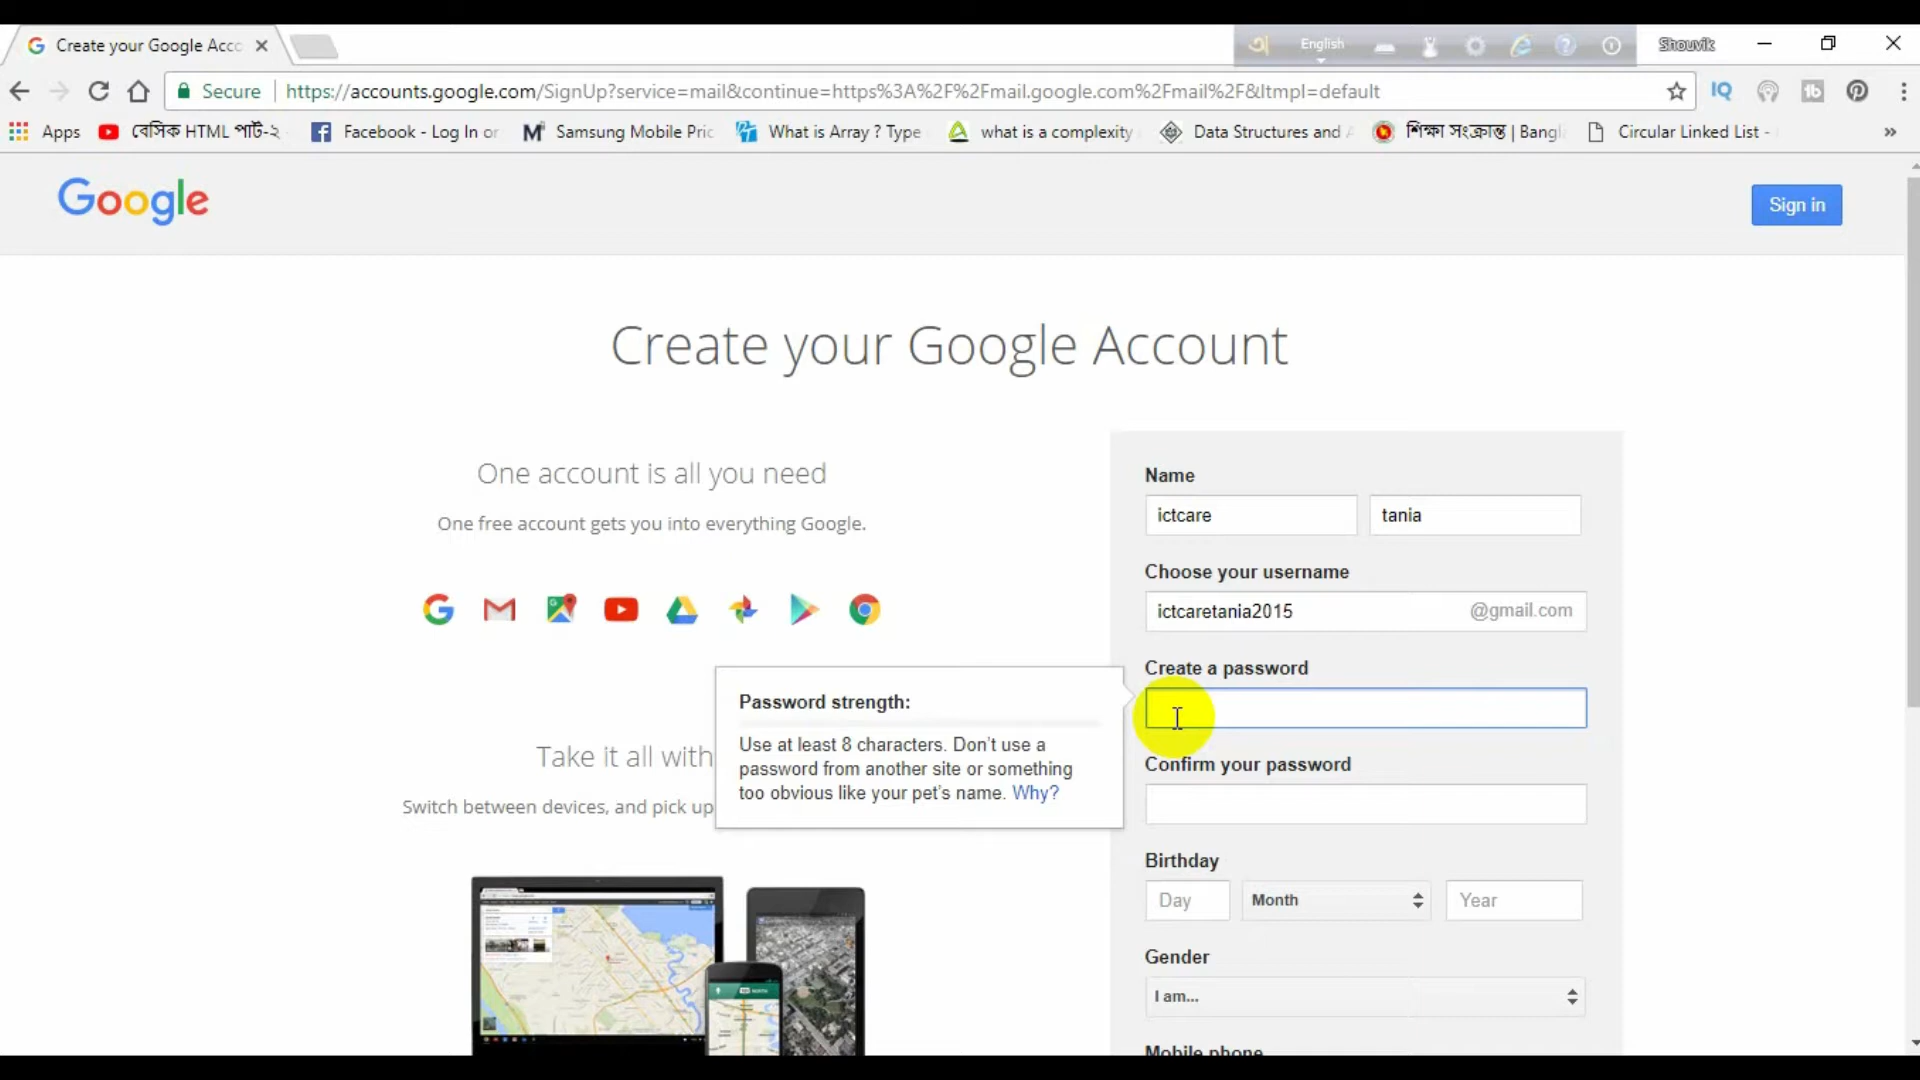 Create your Google Acco
English
Shouvik
Secure
https://accounts.google.com/SignUp?service=mail&continue=https%3A%2F%2Fmail.google.com%2Fmail%2F&ltmpl=default
Apps
বেসিক HTML পার্ট-২
Facebook - Log In or
Samsung Mobile Pric
What is Array ? Type
what is a complexity
Data Structures and
শিক্ষা সংক্রান্ত | Bangl
Circular Linked List -
Google
Sign in
Create your Google Account
One account is all you need
One free account gets you into everything Google.
Name
ictcare
tania
Choose your username
ictcaretania2015
@gmail.com
Create a password
Password strength:
Use at least 8 characters. Don't use a
password from another site or something
too obvious like your pet's name. Why?
Take it all with
Switch between devices, and pick up
Confirm your password
Birthday
Day
Month
Year
Gender
I am...
Mobile phone